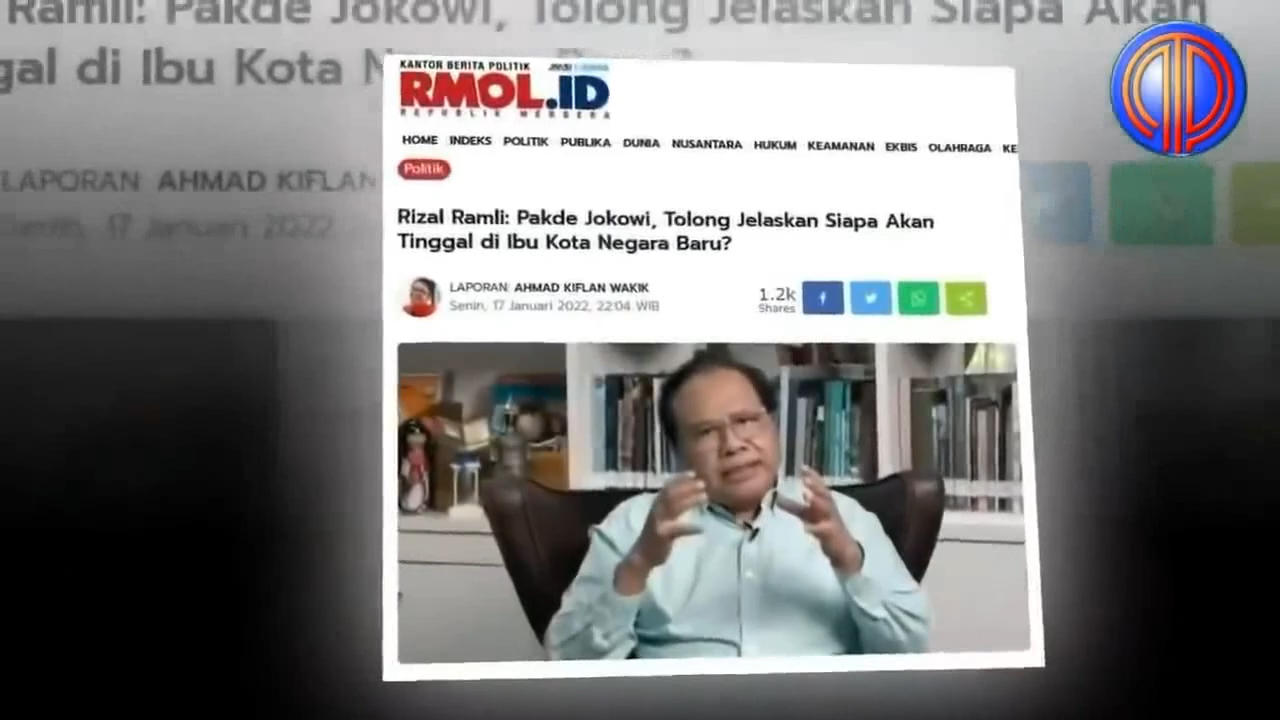 Ramli: Pakde Jokowi, Tolong Jelaskan Siapa Akan
gal di Ibu Kota N
KANTOR BERITA POLITIK
RMOL.ID
REPUBLIK MERDEKA
HOME INDEKS POLITIK PUBLIKA DUNIA NUSANTARA HUKUM KEAMANAN EKBIS OLAHRAGA KE
Politik
Rizal Ramli: Pakde Jokowi, Tolong Jelaskan Siapa Akan
Tinggal di Ibu Kota Negara Baru?
LAPORAN AHMAD KIFLAN WAKIK
Senin, 17 Januari 2022, 22:04 WIB
1.2k
Shares
LAPORAN AHMAD KIFLAN
Senin, 17 Januari 2022